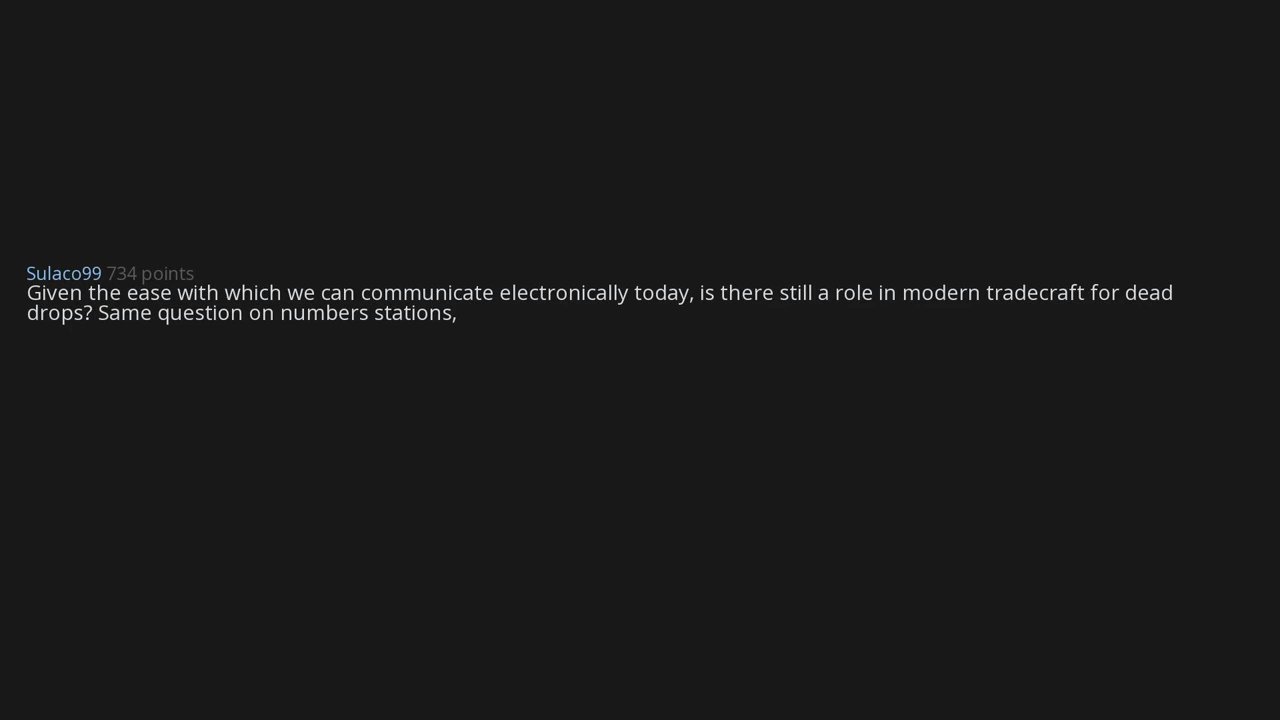 Sulaco99 734 points
Given the ease with which we can communicate electronically today, is there still a role in modern tradecraft for dead
drops? Same question on numbers stations,